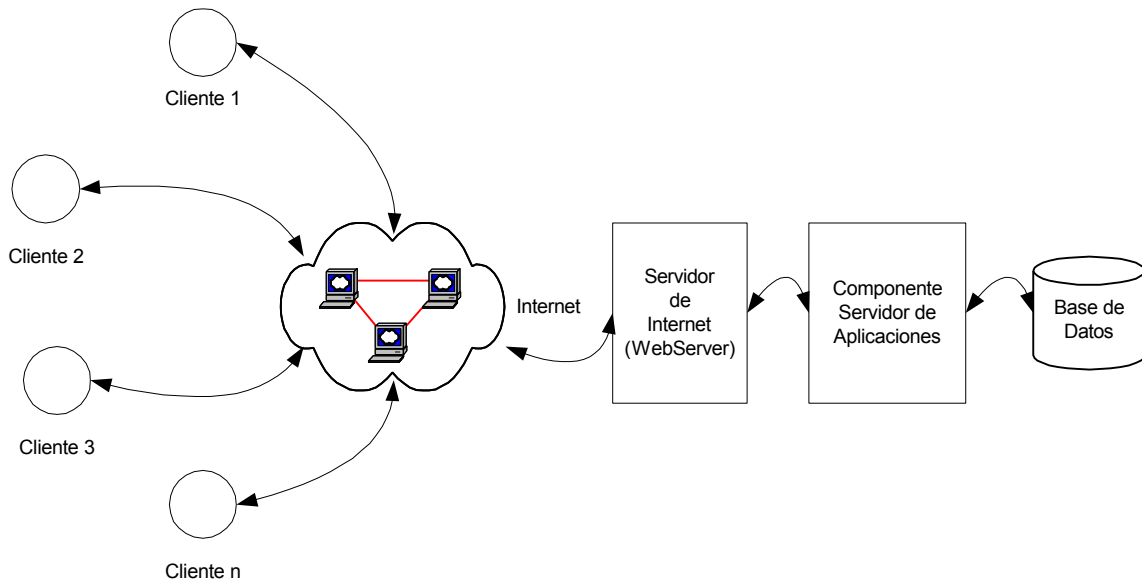 Cliente 1
Cliente 2
Cliente 3
Cliente n
Internet
Servidor
de
Internet
(WebServer)
Componente
Servidor de
Aplicaciones
Base de
Datos